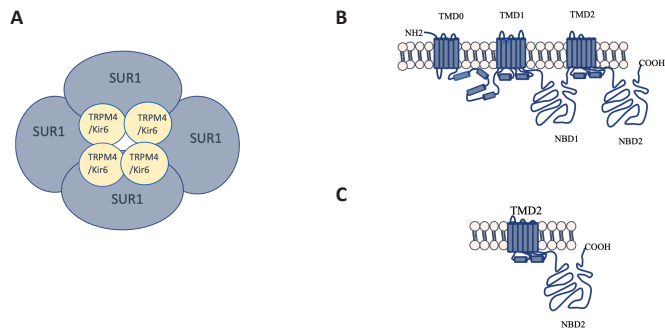 A
SUR1
SUR1
TRPM4
/Kir6
TRPM4
/Kir6
SUR1
TRPM4
/Kir6
TRPM4
/Kir6
SUR1
B
TMD0
TMD1
TMD2
NH2
COOH
NBD1
NBD2
C
TMD2
COOH
NBD2